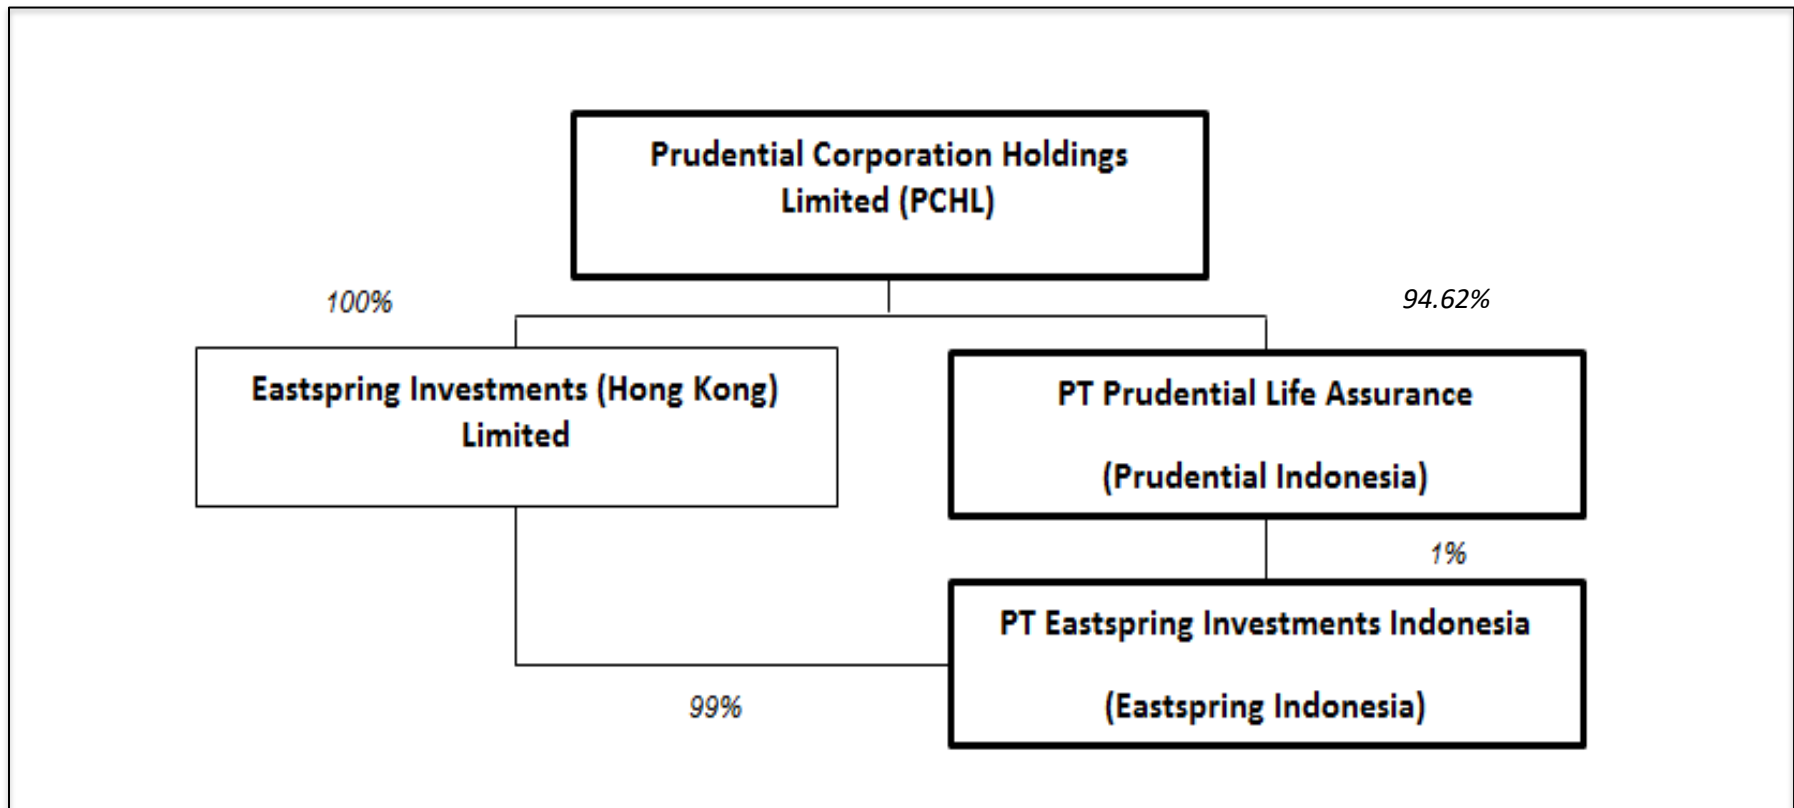 Prudential Corporation Holdings
Limited (PCHL)
100%
94.62%
Eastspring Investments (Hong Kong)
Limited
PT Prudential Life Assurance
(Prudential Indonesia)
1%
PT Eastspring Investments Indonesia
(Eastspring Indonesia)
99%